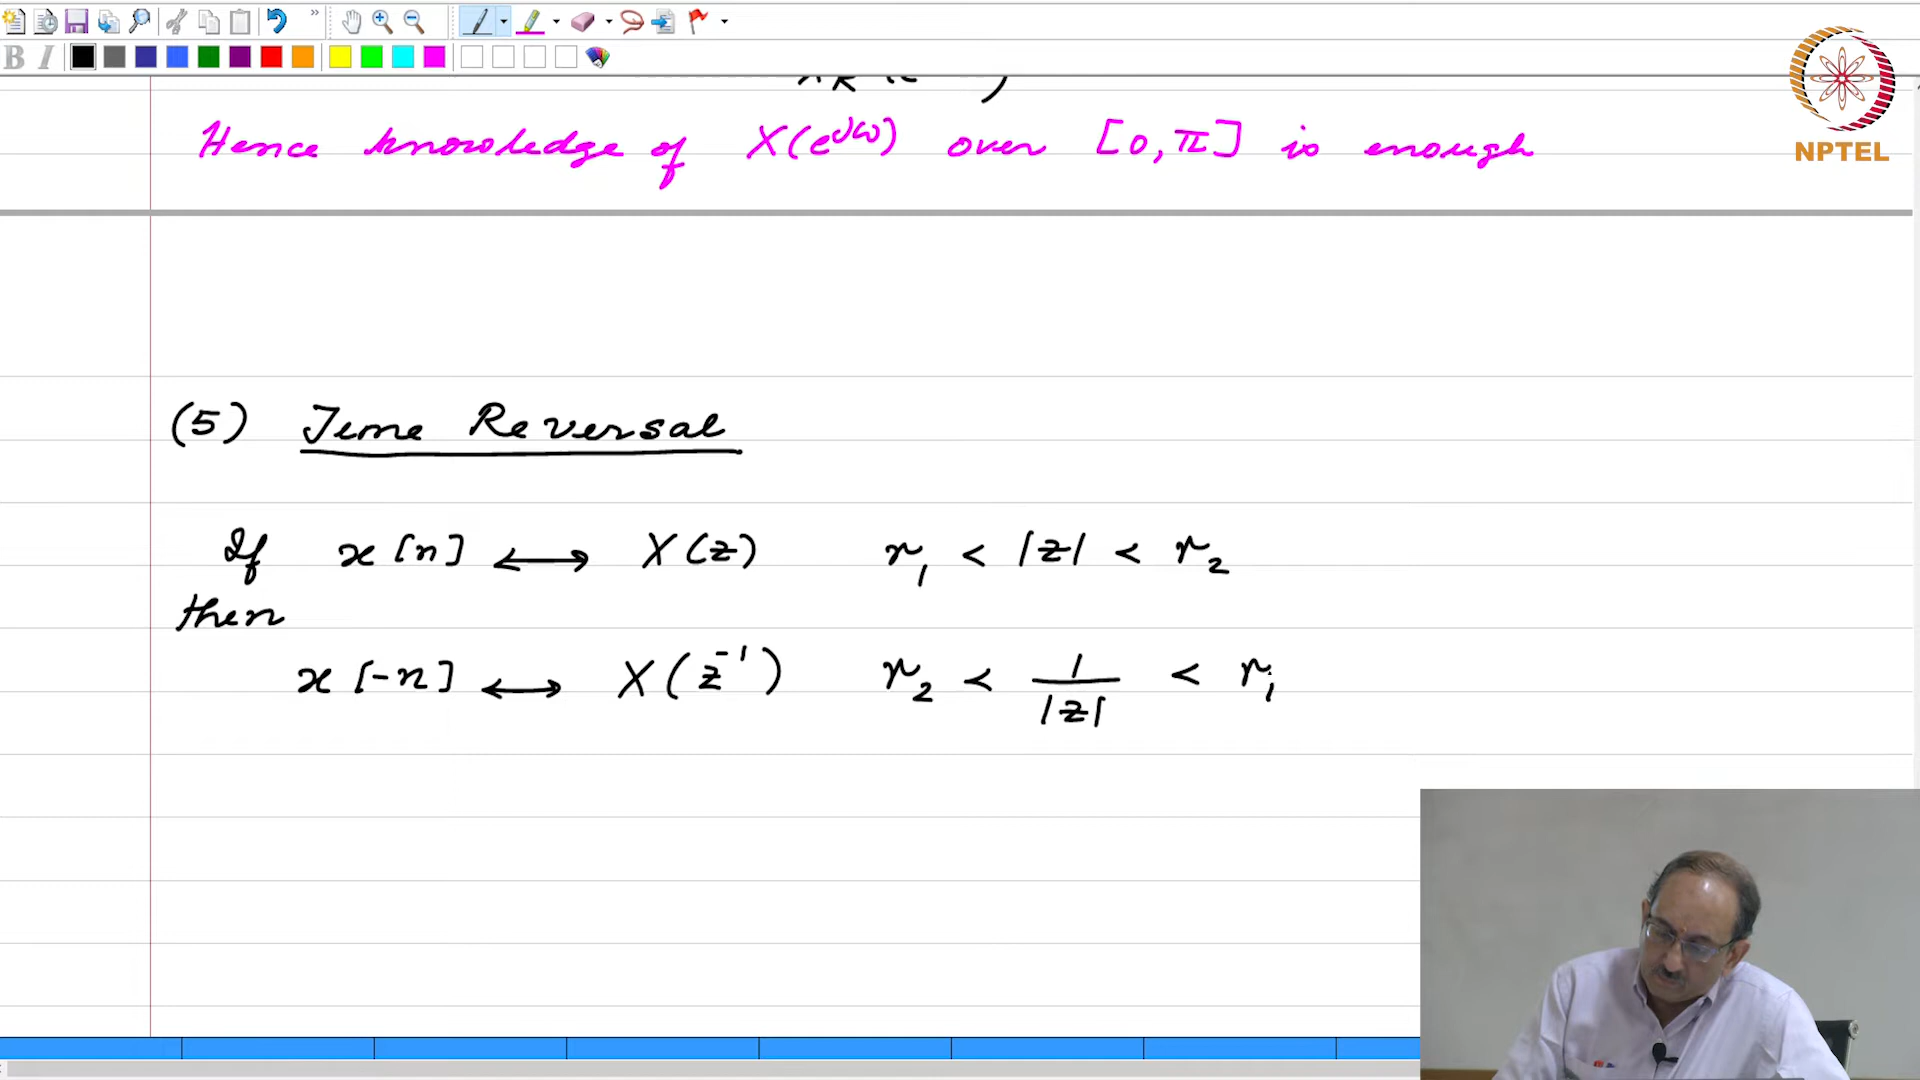 NPTEL
Hence knowledge of X(e^{jω}) over [0, π] is enough
(5) Time Reversal
If x[n] ⟷ X(z) r₁ < |z| < r₂
then
x[-n] ⟷ X(z⁻¹) r₂ < 1/|z| < r₁